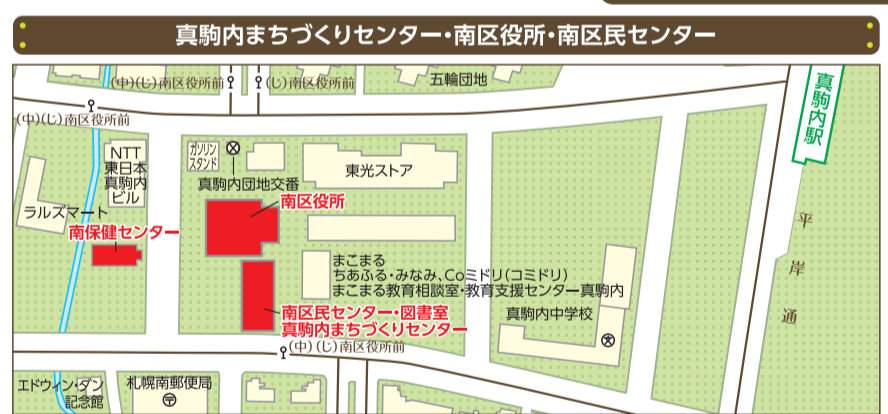 真駒内まちづくりセンター・南区役所・南区民センター
(中)(じ)南区役所前
(じ)南区役所前
五輪団地
真駒内駅
(中)(じ)南区役所前
NTT
東日本
真駒内
ビル
ガソリン
スタンド
真駒内団地交番
東光ストア
南区役所
ラルズマート
南保健センター
平岸通
まこまる
ちあふる・みなみ、Coミドリ(コミドリ)
まこまる教育相談室・教育支援センター真駒内
南区民センター・図書室
真駒内まちづくりセンター
真駒内中学校
(中)(じ)南区役所前
エドウィン・ダン
記念館
札幌南郵便局